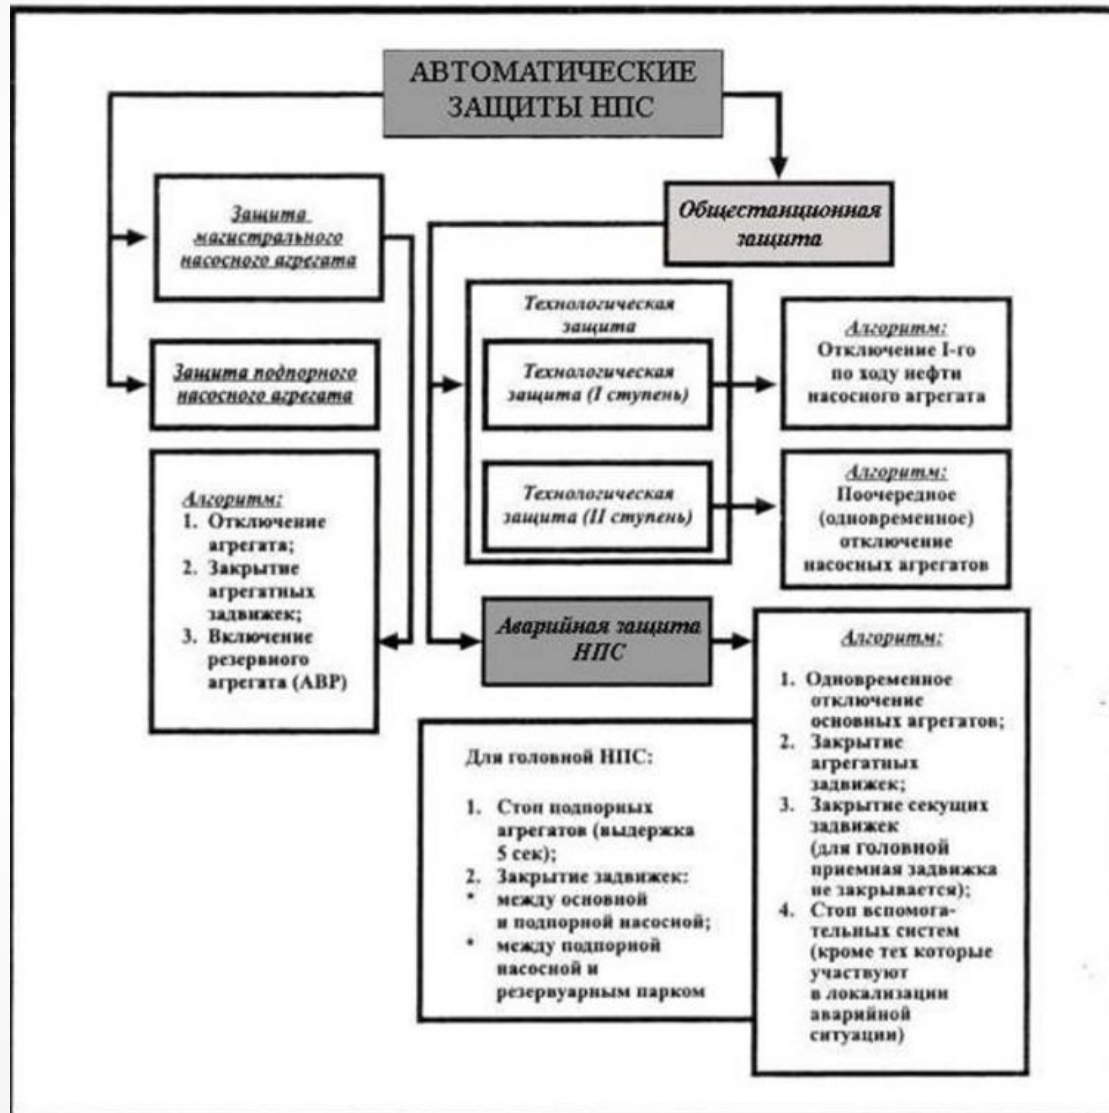 АВТОМАТИЧЕСКИЕ
ЗАЩИТЫ НПС
Защита
магистрального
насосного агрегата
Защита подпорного
насосного агрегата
Алгоритм:
1. Отключение
агрегата;
2. Закрытие
агрегатных
задвижек;
3. Включение
резервного
агрегата (АВР)
Общестанционная
защита
Технологическая
защита
Технологическая
защита (I ступень)
Технологическая
защита (II ступень)
Алгоритм:
Отключение I-го
по ходу нефти
насосного агрегата
Алгоритм:
Поочередное
(одновременное)
отключение
насосных агрегатов
Аварийная защита
НПС
Алгоритм:
1. Одновременное
отключение
основных агрегатов;
2. Закрытие
агрегатных
задвижек;
3. Закрытие секущих
задвижек
(для головной
приемная задвижка
не закрывается);
4. Стоп вспомога-
тельных систем
(кроме тех которые
участвуют
в локализации
аварийной
ситуации)
Для головной НПС:
1. Стоп подпорных
агрегатов (выдержка
5 сек);
2. Закрытие задвижек:
* между основной
и подпорной насосной;
* между подпорной
насосной и
резервуарным парком